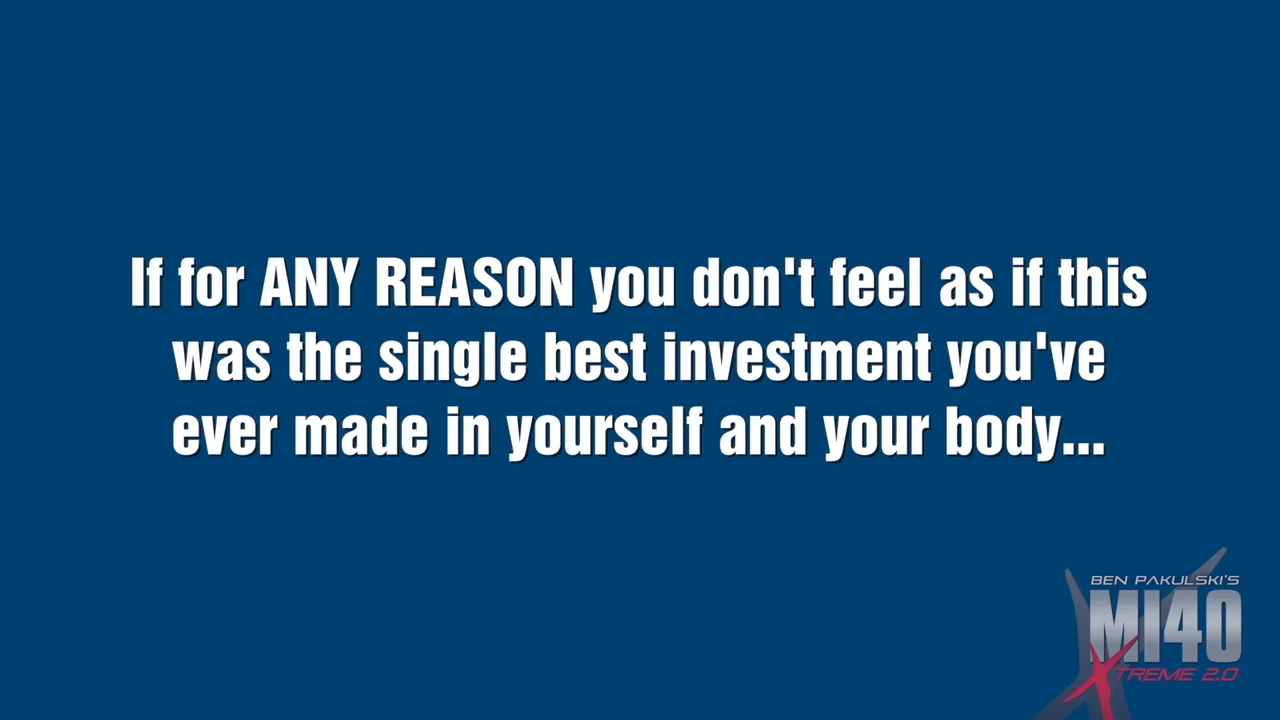 If for ANY REASON you don't feel as if this
was the single best investment you've
ever made in yourself and your body...
BEN PAKULSKI'S
MI40
XTREME 2.0